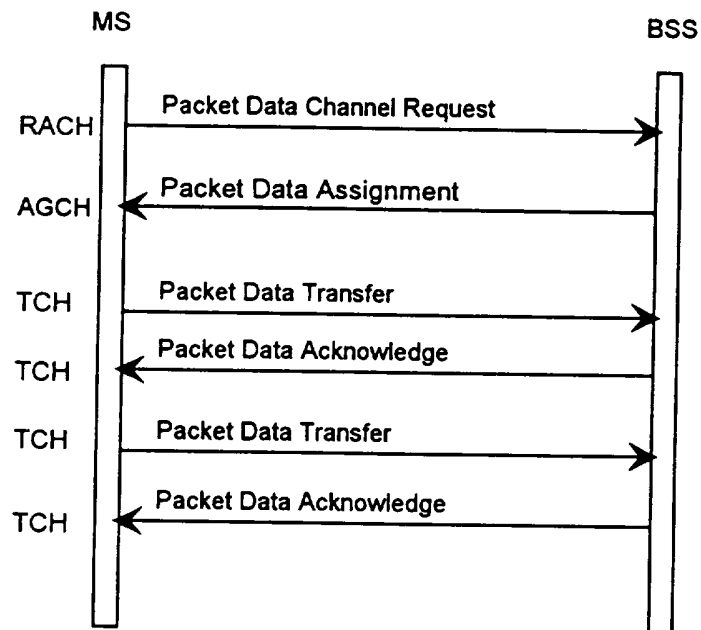 MS
BSS
RACH
Packet Data Channel Request
AGCH
Packet Data Assignment
TCH
Packet Data Transfer
TCH
Packet Data Acknowledge
TCH
Packet Data Transfer
TCH
Packet Data Acknowledge